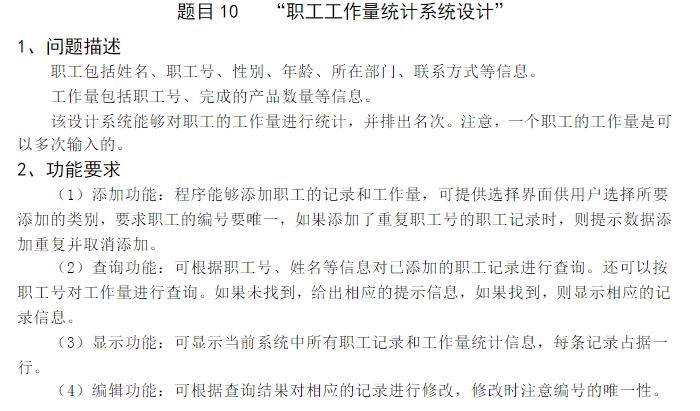 题目10 “职工工作量统计系统设计”
1、问题描述
职工包括姓名、职工号、性别、年龄、所在部门、联系方式等信息。
工作量包括职工号、完成的产品数量等信息。
该设计系统能够对职工的工作量进行统计，并排出名次。注意，一个职工的工作量是可
以多次输入的。
2、功能要求
（1）添加功能：程序能够添加职工的记录和工作量，可提供选择界面供用户选择所要
添加的类别，要求职工的编号要唯一，如果添加了重复职工号的职工记录时，则提示数据添
加重复并取消添加。
（2）查询功能：可根据职工号、姓名等信息对已添加的职工记录进行查询。还可以按
职工号对工作量进行查询。如果未找到，给出相应的提示信息，如果找到，则显示相应的记
录信息。
（3）显示功能：可显示当前系统中所有职工记录和工作量统计信息，每条记录占据一
行。
（4）编辑功能：可根据查询结果对相应的记录进行修改，修改时注意编号的唯一性。